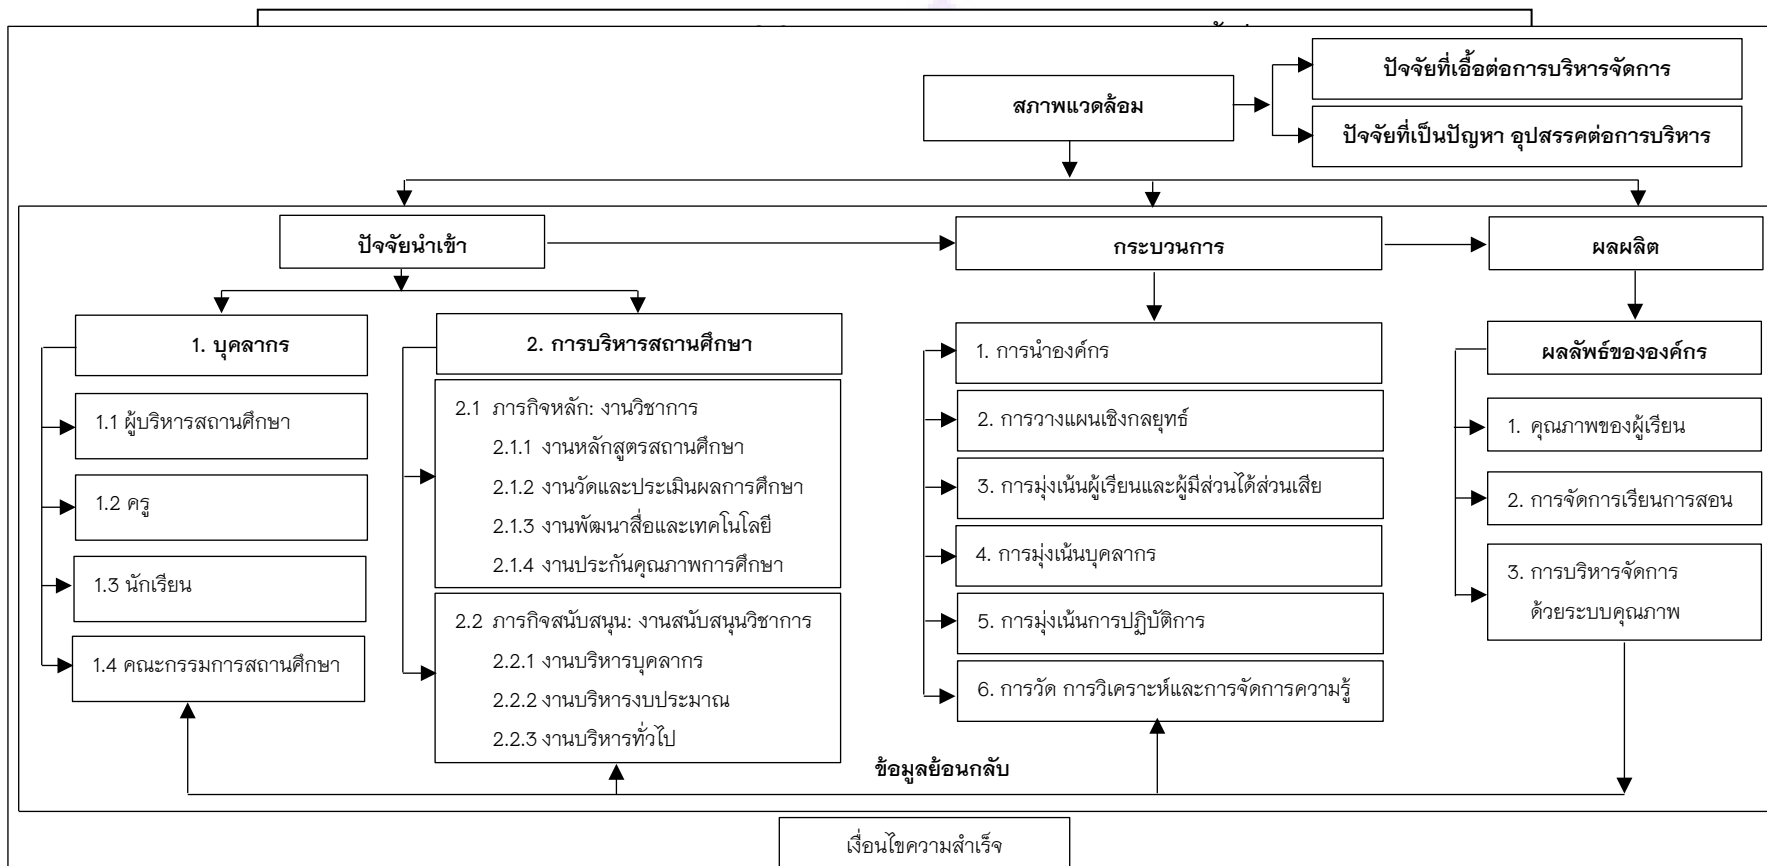 ปัจจัยที่เอื้อต่อการบริหารจัดการ
สภาพแวดล้อม
ปัจจัยที่เป็นปัญหา อุปสรรคต่อการบริหาร
ปัจจัยนำเข้า
กระบวนการ
ผลผลิต
1. บุคลากร
1.1 ผู้บริหารสถานศึกษา
1.2 ครู
1.3 นักเรียน
1.4 คณะกรรมการสถานศึกษา
2. การบริหารสถานศึกษา
2.1 ภารกิจหลัก: งานวิชาการ
2.1.1 งานหลักสูตรสถานศึกษา
2.1.2 งานวัดและประเมินผลการศึกษา
2.1.3 งานพัฒนาสื่อและเทคโนโลยี
2.1.4 งานประกันคุณภาพการศึกษา
2.2 ภารกิจสนับสนุน: งานสนับสนุนวิชาการ
2.2.1 งานบริหารบุคลากร
2.2.2 งานบริหารงบประมาณ
2.2.3 งานบริหารทั่วไป
1. การนำองค์กร
2. การวางแผนเชิงกลยุทธ์
3. การมุ่งเน้นผู้เรียนและผู้มีส่วนได้ส่วนเสีย
4. การมุ่งเน้นบุคลากร
5. การมุ่งเน้นการปฏิบัติการ
6. การวัด การวิเคราะห์และการจัดการความรู้
ผลลัพธ์ขององค์กร
1. คุณภาพของผู้เรียน
2. การจัดการเรียนการสอน
3. การบริหารจัดการ
ด้วยระบบคุณภาพ
ข้อมูลย้อนกลับ
เงื่อนไขความสำเร็จ